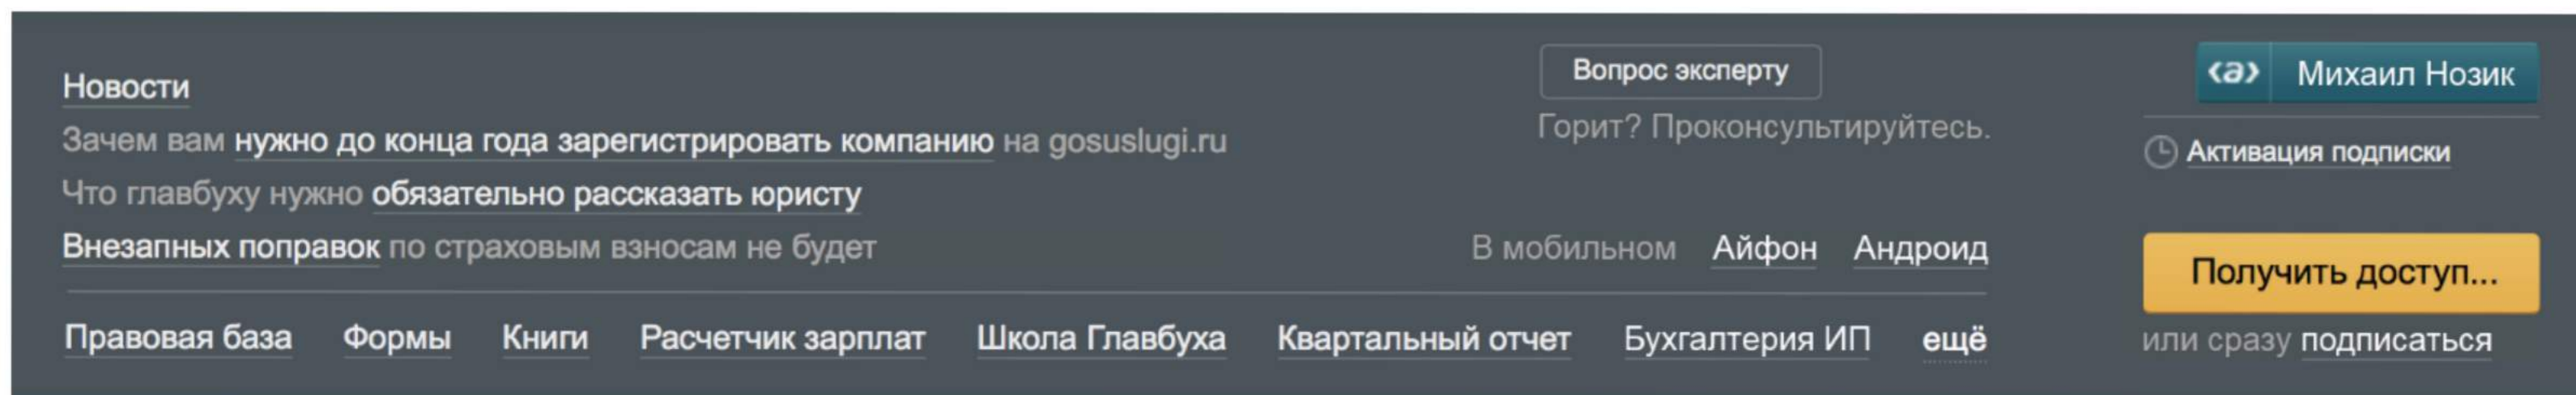 Новости
Зачем вам нужно до конца года зарегистрировать компанию на gosuslugi.ru
Что главбуху нужно обязательно рассказать юристу
Внезапных поправок по страховым взносам не будет
Вопрос эксперту
Горит? Проконсультируйтесь.
В мобильном Айфон Андроид
Правовая база Формы Книги Расчетчик зарплат Школа Главбуха Квартальный отчет Бухгалтерия ИП ещё
<a> Михаил Нозик
Активация подписки
Получить доступ...
или сразу подписаться